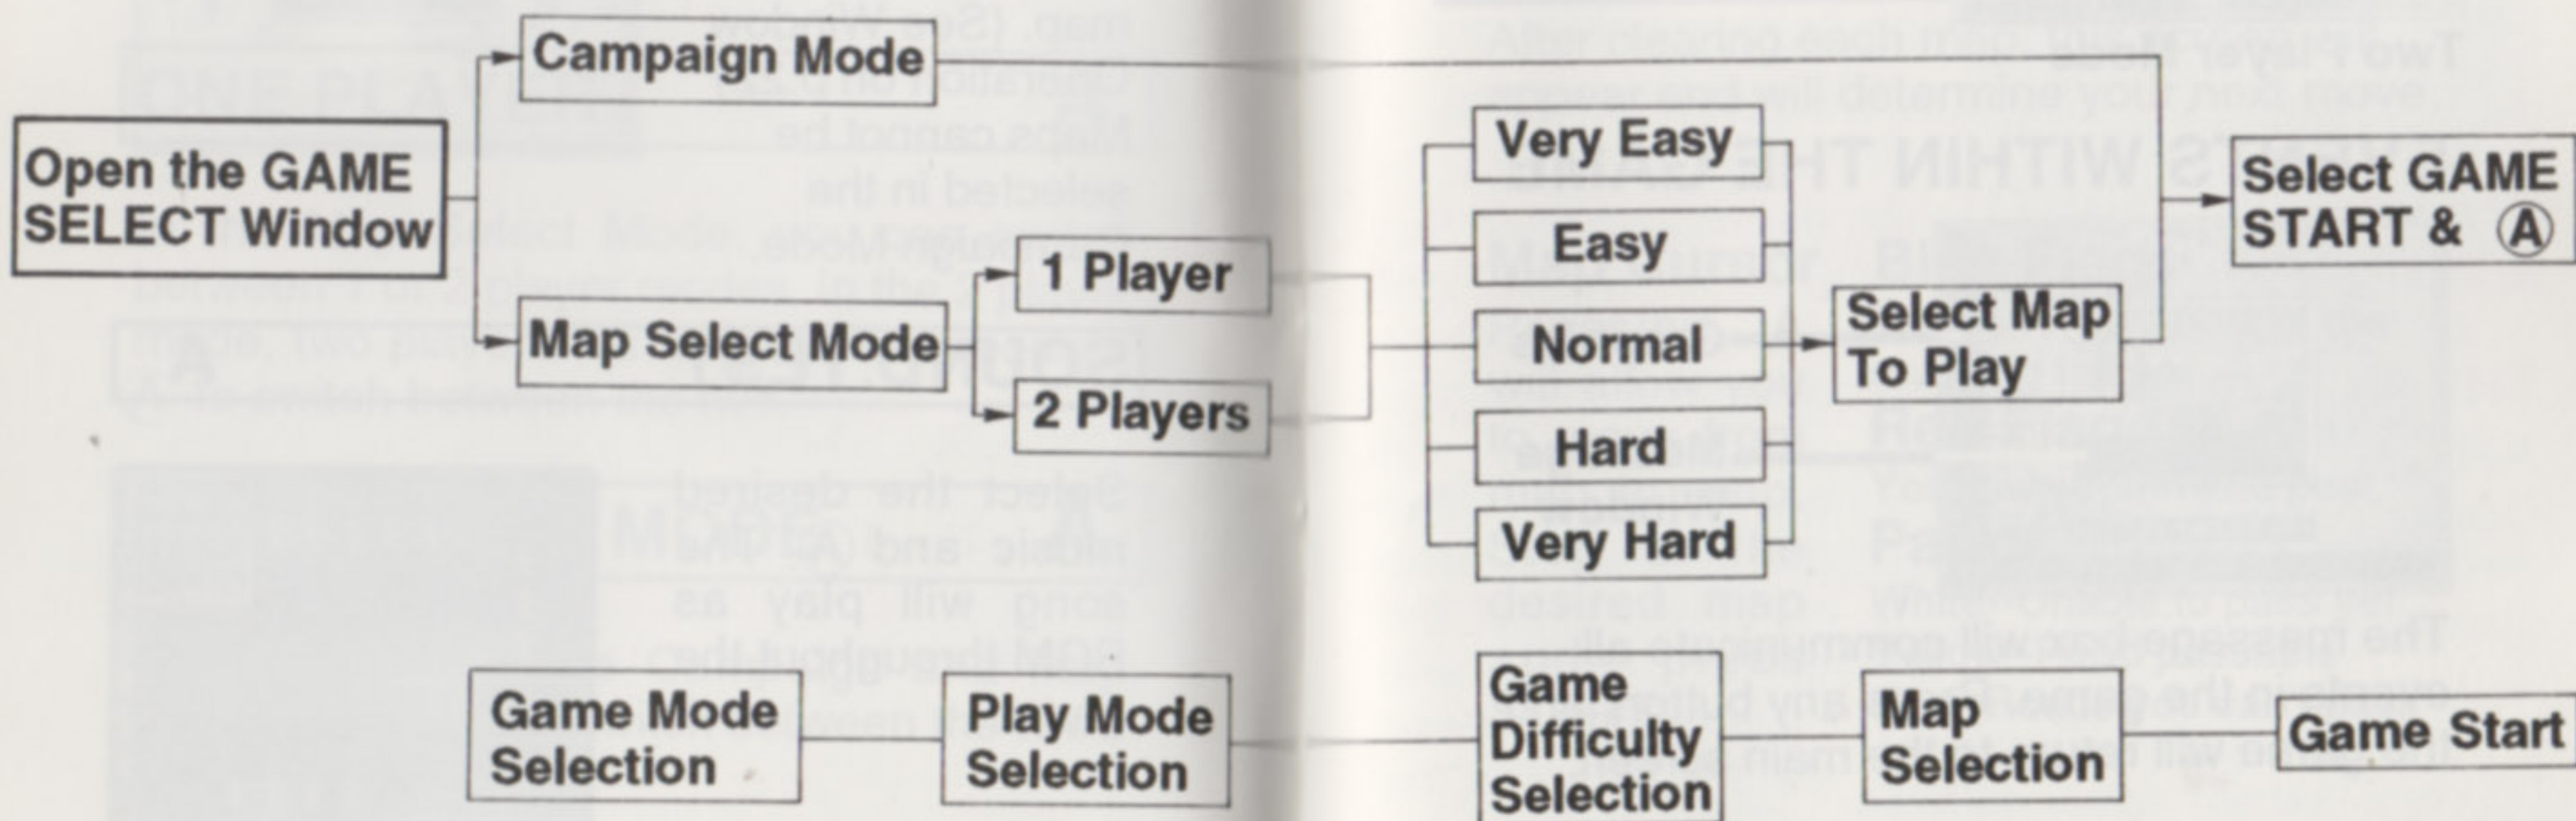 Campaign Mode
Open the GAME
SELECT Window
Map Select Mode
1 Player
2 Players
Very Easy
Easy
Normal
Hard
Very Hard
Select Map
To Play
Select GAME
START & Ⓐ
Game Mode
Selection
Play Mode
Selection
Game
Difficulty
Selection
Map
Selection
Game Start